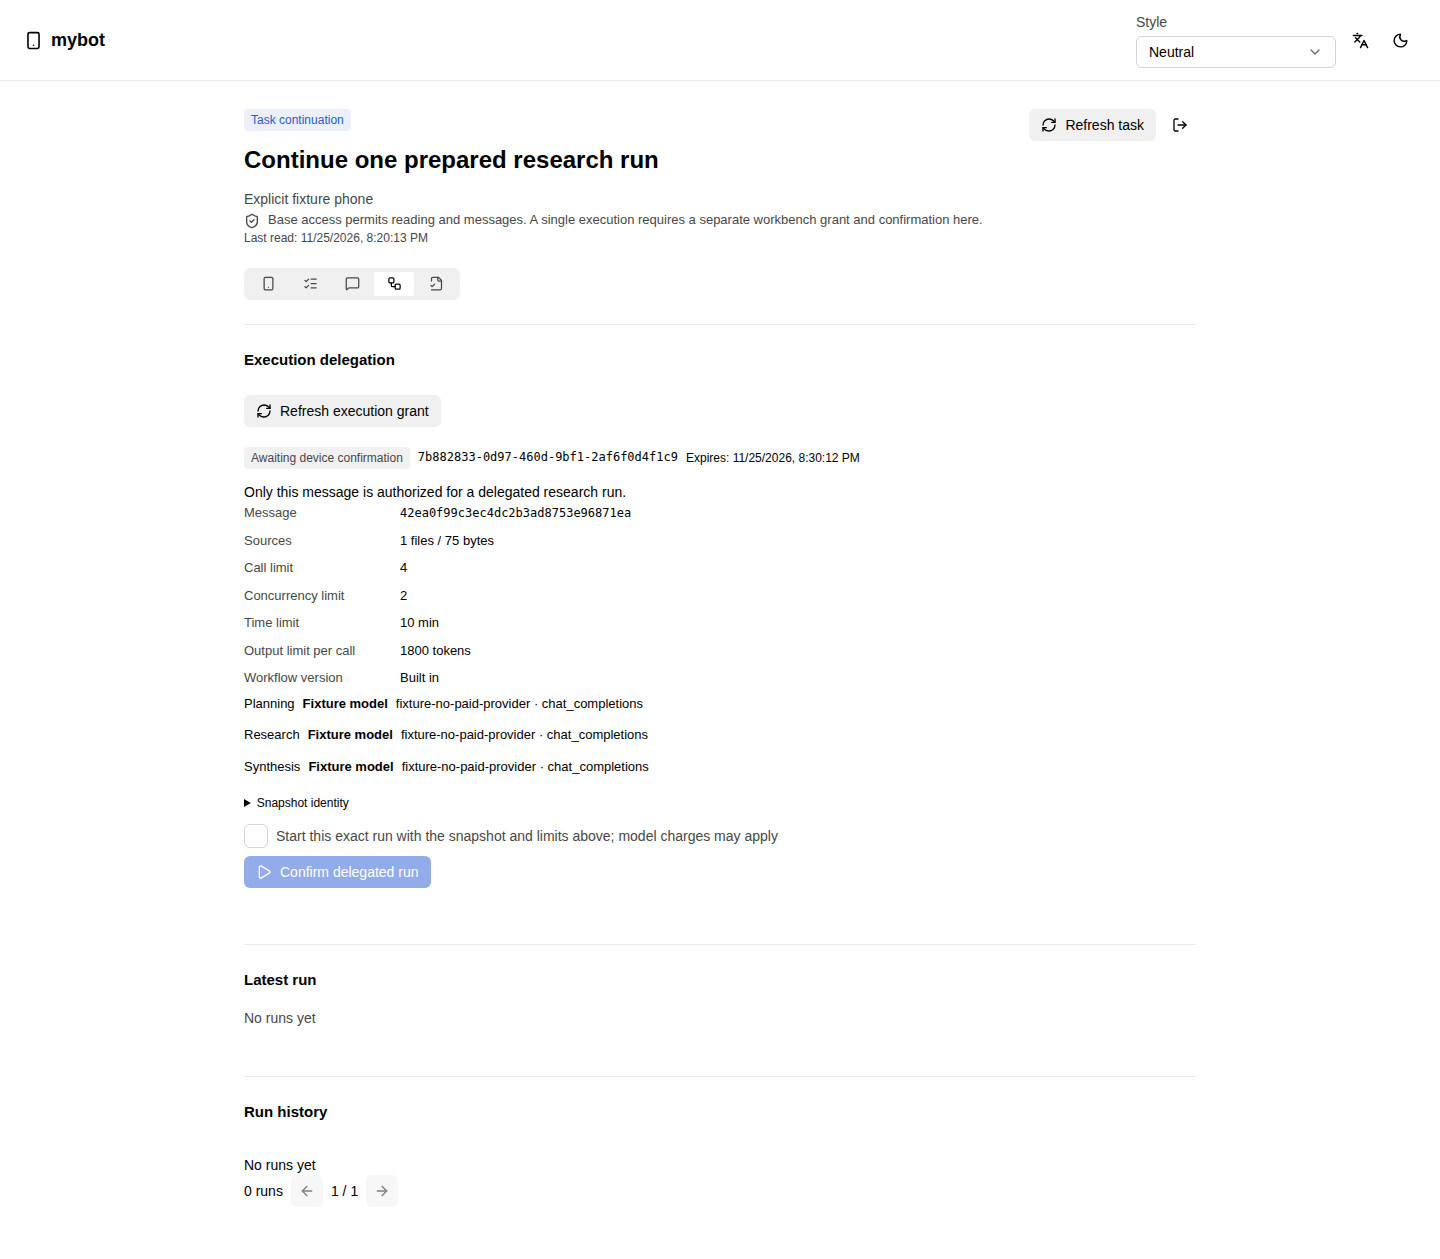 mybot
Style
Neutral
Task continuation
Refresh task
Continue one prepared research run
Explicit fixture phone
Base access permits reading and messages. A single execution requires a separate workbench grant and confirmation here.
Last read: 11/25/2026, 8:20:13 PM
Execution delegation
Refresh execution grant
Awaiting device confirmation 7b882833-0d97-460d-9bf1-2af6f0d4f1c9 Expires: 11/25/2026, 8:30:12 PM
Only this message is authorized for a delegated research run.
Message 42ea0f99c3ec4dc2b3ad8753e96871ea
Sources 1 files / 75 bytes
Call limit 4
Concurrency limit 2
Time limit 10 min
Output limit per call 1800 tokens
Workflow version Built in
Planning Fixture model fixture-no-paid-provider · chat_completions
Research Fixture model fixture-no-paid-provider · chat_completions
Synthesis Fixture model fixture-no-paid-provider · chat_completions
Snapshot identity
Start this exact run with the snapshot and limits above; model charges may apply
Confirm delegated run
Latest run
No runs yet
Run history
No runs yet
0 runs 1 / 1